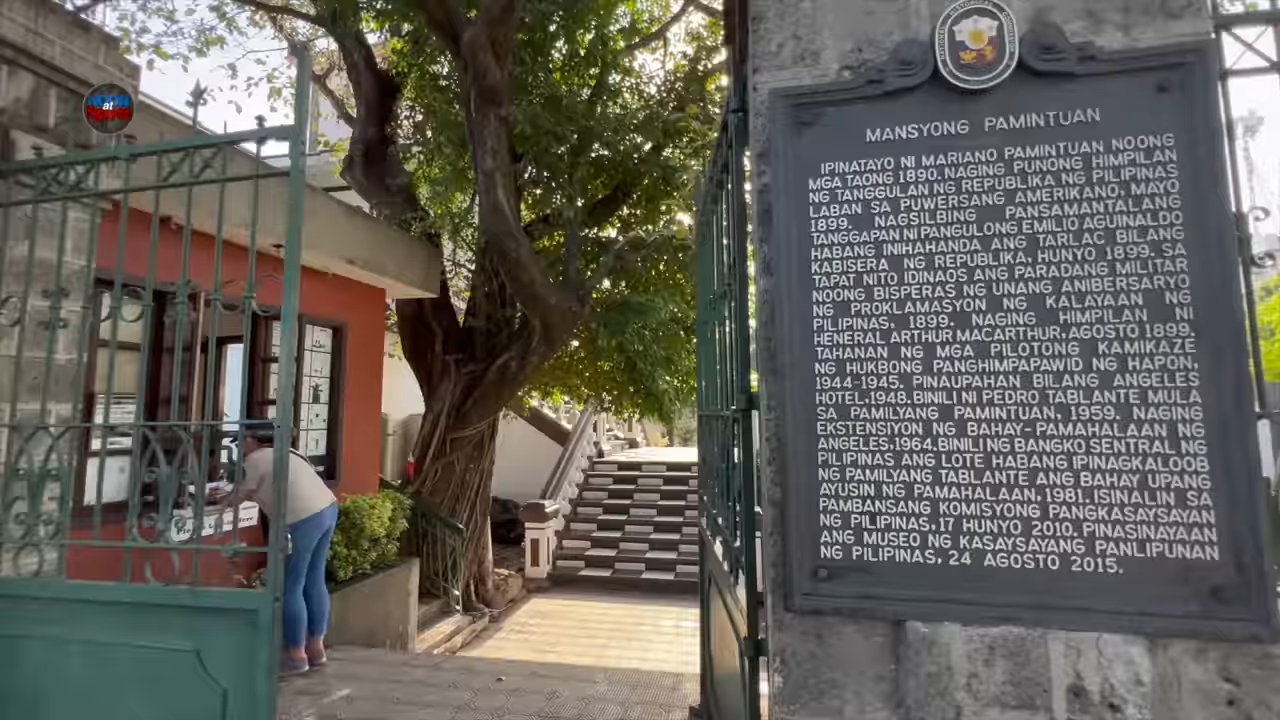 NOON
at
Ngayon
NATIONAL HISTORICAL COMMISSION
MANSYONG PAMINTUAN
IPINATAYO NI MARIANO PAMINTUAN NOONG
MGA TAONG 1890. NAGING PUNONG HIMPILAN
NG TANGGULAN NG REPUBLIKA NG PILIPINAS
LABAN SA PUWERSANG AMERIKANO, MAYO
1899. NAGSILBING PANSAMANTALANG
TANGGAPAN NI PANGULONG EMILIO AGUINALDO
HABANG INIHAHANDA ANG TARLAC BILANG
KABISERA NG REPUBLIKA, HUNYO 1899. SA
TAPAT NITO IDINAOS ANG PARADANG MILITAR
NOONG BISPERAS NG UNANG ANIBERSARYO
NG PROKLAMASYON NG KALAYAAN NG
PILIPINAS, 1899. NAGING HIMPILAN NI
HENERAL ARTHUR MACARTHUR, AGOSTO 1899.
TAHANAN NG MGA PILOTONG KAMIKAZE
NG HUKBONG PANGHIMPAPAWID NG HAPON,
1944-1945. PINAUPAHAN BILANG ANGELES
HOTEL, 1948. BINILI NI PEDRO TABLANTE MULA
SA PAMILYANG PAMINTUAN, 1959. NAGING
EKSTENSIYON NG BAHAY-PAMAHALAAN NG
ANGELES, 1964. BINILI NG BANGKO SENTRAL NG
PILIPINAS ANG LOTE HABANG IPINAGKALOOB
NG PAMILYANG TABLANTE ANG BAHAY UPANG
AYUSIN NG PAMAHALAAN, 1981. ISINALIN SA
PAMBANSANG KOMISYONG PANGKASAYSAYAN
NG PILIPINAS, 17 HUNYO 2010. PINASINAYAAN
ANG MUSEO NG KASAYSAYANG PANLIPUNAN
NG PILIPINAS, 24 AGOSTO 2015.